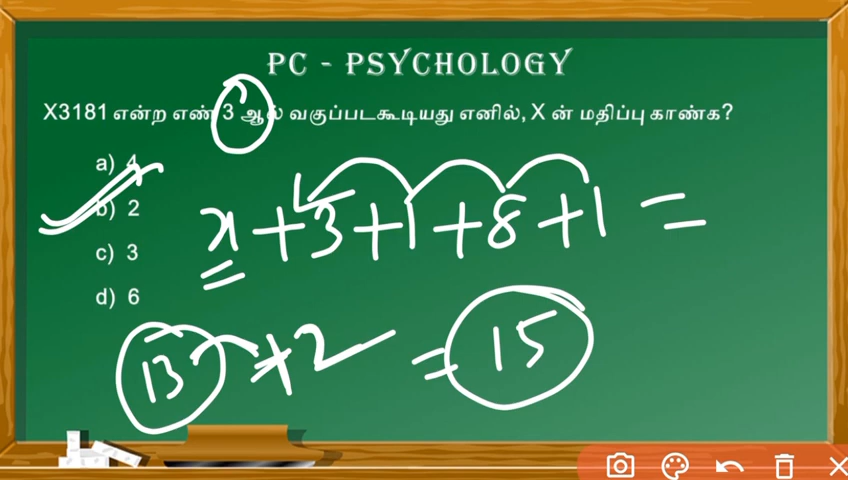 PC - PSYCHOLOGY
X3181 என்ற எண் 3 ஆல் வகுப்படகூடியது எனில், X ன் மதிப்பு காண்க?
a) 4
b) 2
c) 3
d) 6
x + 3 + 1 + 8 + 1 =
13 + 2 = 15